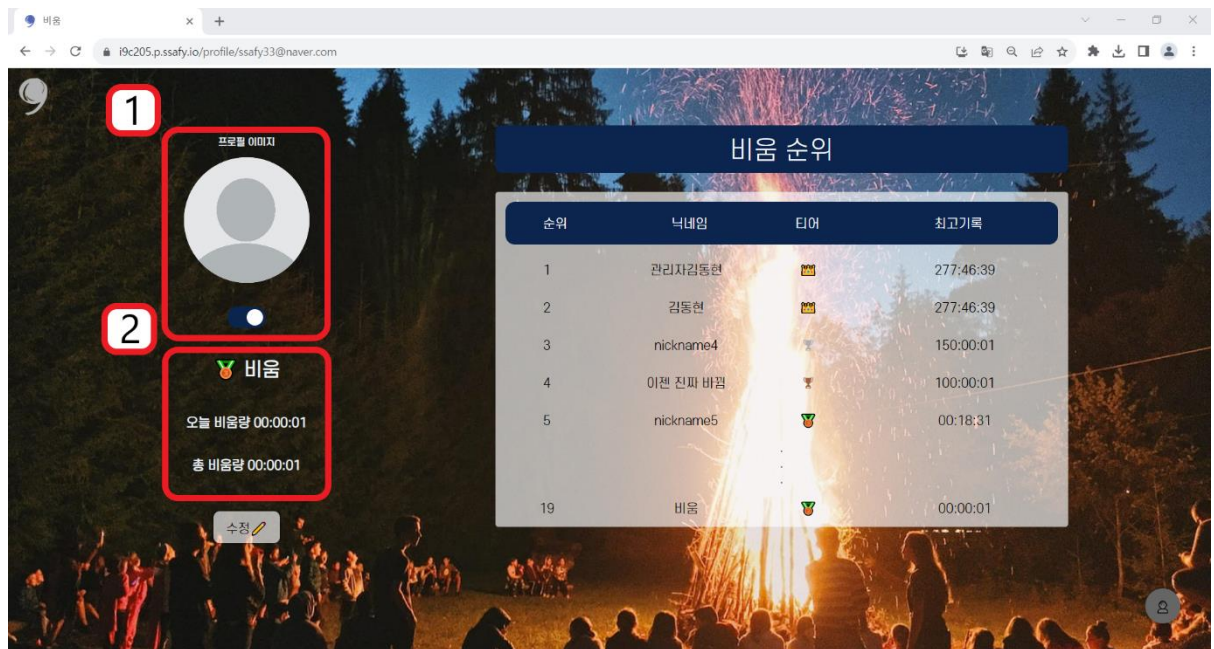 비움
i9c205.p.ssafy.io/profile/ssafy33@naver.com
1
프로필 이미지
2
비움
오늘 비움량 00:00:01
총 비움량 00:00:01
수정
비움 순위
순위 닉네임 티어 최고기록
1 관리자김동현 277:46:39
2 김동현 277:46:39
3 nickname4 150:00:01
4 이젠 진짜 바뀜 100:00:01
5 nickname5 00:18:31
.
.
.
19 비움 00:00:01